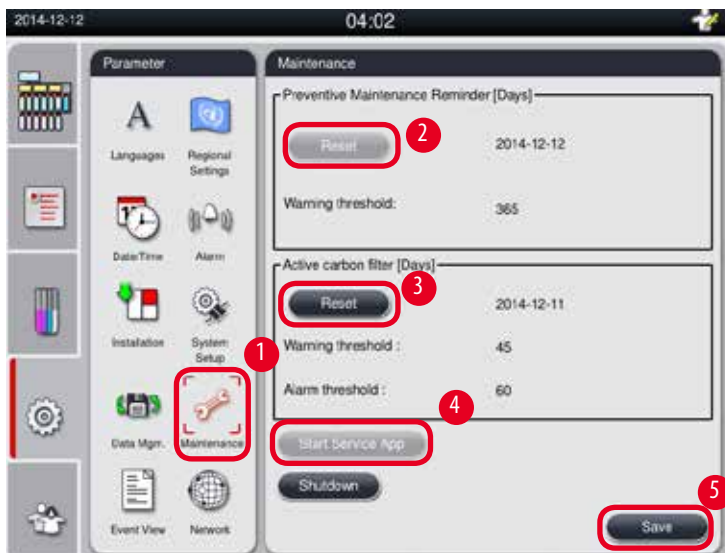 2014-12-12 04:02
Parameter
A
Languages
Regional Settings
Date/Time
Alarm
Installation
System Setup
Data Mgm.
Maintenance
Event View
Network
Maintenance
Preventive Maintenance Reminder [Days]
Reset
2
2014-12-12
Warning threshold:
365
Active carbon filter [Days]
Reset
3
2014-12-11
1
Warning threshold :
45
Alarm threshold :
60
4
Start Service App
Shutdown
5
Save